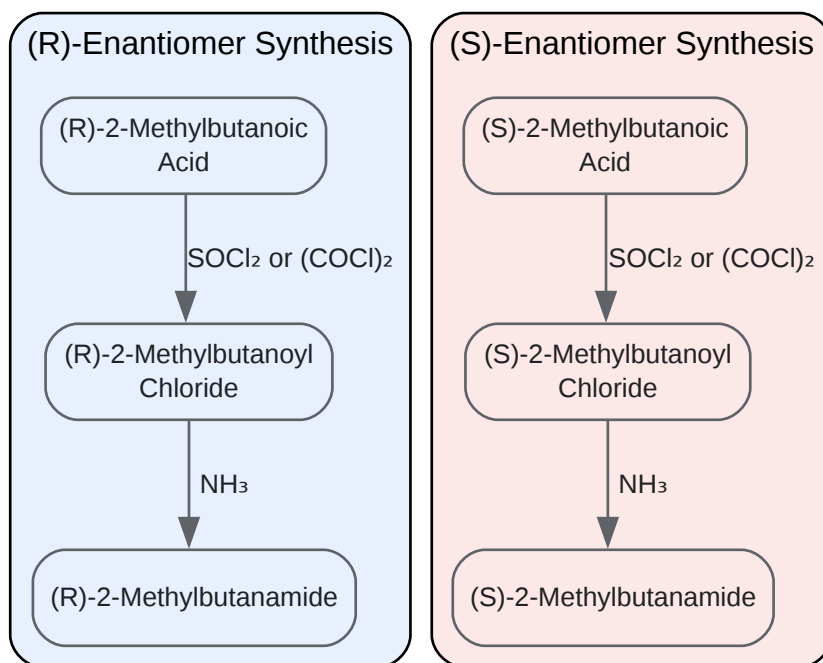 (R)-Enantiomer Synthesis
(R)-2-Methylbutanoic
Acid
SOCl₂ or (COCl)₂
(R)-2-Methylbutanoyl
Chloride
NH₃
(R)-2-Methylbutanamide
(S)-Enantiomer Synthesis
(S)-2-Methylbutanoic
Acid
SOCl₂ or (COCl)₂
(S)-2-Methylbutanoyl
Chloride
NH₃
(S)-2-Methylbutanamide